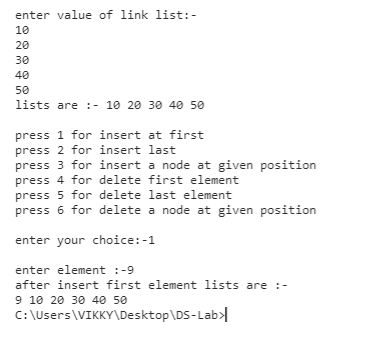 enter value of link list:-
10
20
30
40
50
lists are :- 10 20 30 40 50
press 1 for insert at first
press 2 for insert last
press 3 for insert a node at given position
press 4 for delete first element
press 5 for delete last element
press 6 for delete a node at given position
enter your choice:-1
enter element :-9
after insert first element lists are :-
9 10 20 30 40 50
C:\Users\VIKKY\Desktop\DS-Lab>